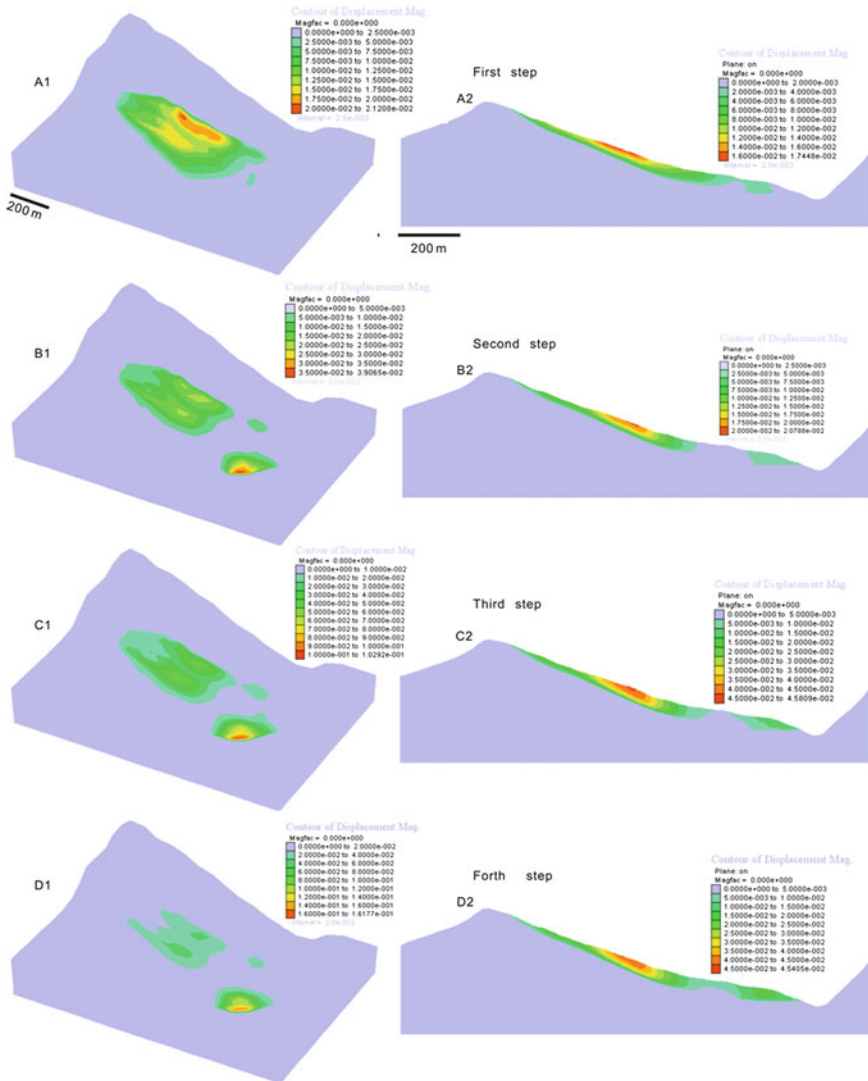 Contour of Displacement Mag
Magfac = 0.000e+000
0.0000e+000 to 2.5000e-003
2.5000e-003 to 5.0000e-003
5.0000e-003 to 7.5000e-003
7.5000e-003 to 1.0000e-002
1.0000e-002 to 1.2500e-002
1.2500e-002 to 1.5000e-002
1.5000e-002 to 1.7500e-002
1.7500e-002 to 2.0000e-002
2.0000e-002 to 2.1208e-002
Interval = 2.5e-003
A1
200 m
First step
A2
Contour of Displacement Mag.
Plane: on
Magfac = 0.000e+000
0.0000e+000 to 2.0000e-003
2.0000e-003 to 4.0000e-003
4.0000e-003 to 6.0000e-003
6.0000e-003 to 8.0000e-003
8.0000e-003 to 1.0000e-002
1.0000e-002 to 1.2000e-002
1.2000e-002 to 1.4000e-002
1.4000e-002 to 1.6000e-002
1.6000e-002 to 1.7448e-002
Interval = 2.0e-003
200 m
Contour of Displacement Mag.
Magfac = 0.000e+000
0.0000e+000 to 5.0000e-003
5.0000e-003 to 1.0000e-002
1.0000e-002 to 1.5000e-002
1.5000e-002 to 2.0000e-002
2.0000e-002 to 2.5000e-002
2.5000e-002 to 3.0000e-002
3.0000e-002 to 3.5000e-002
3.5000e-002 to 3.9065e-002
Interval = 5.0e-003
B1
Second step
B2
Contour of Displacement Mag.
Plane: on
Magfac = 0.000e+000
0.0000e+000 to 2.5000e-003
2.5000e-003 to 5.0000e-003
5.0000e-003 to 7.5000e-003
7.5000e-003 to 1.0000e-002
1.0000e-002 to 1.2500e-002
1.2500e-002 to 1.5000e-002
1.5000e-002 to 1.7500e-002
1.7500e-002 to 2.0000e-002
2.0000e-002 to 2.0788e-002
Interval = 2.5e-003
Contour of Displacement Mag.
Magfac = 0.000e+000
0.0000e+000 to 1.0000e-002
1.0000e-002 to 2.0000e-002
2.0000e-002 to 3.0000e-002
3.0000e-002 to 4.0000e-002
4.0000e-002 to 5.0000e-002
5.0000e-002 to 6.0000e-002
6.0000e-002 to 7.0000e-002
7.0000e-002 to 8.0000e-002
8.0000e-002 to 9.0000e-002
9.0000e-002 to 1.0000e-001
1.0000e-001 to 1.0292e-001
C1
Third step
C2
Contour of Displacement Mag.
Plane: on
Magfac = 0.000e+000
0.0000e+000 to 5.0000e-003
5.0000e-003 to 1.0000e-002
1.0000e-002 to 1.5000e-002
1.5000e-002 to 2.0000e-002
2.0000e-002 to 2.5000e-002
2.5000e-002 to 3.0000e-002
3.0000e-002 to 3.5000e-002
3.5000e-002 to 4.0000e-002
4.0000e-002 to 4.5000e-002
4.5000e-002 to 4.5809e-002
Contour of Displacement Mag.
Magfac = 0.000e+000
0.0000e+000 to 2.0000e-002
2.0000e-002 to 4.0000e-002
4.0000e-002 to 6.0000e-002
6.0000e-002 to 8.0000e-002
8.0000e-002 to 1.0000e-001
1.0000e-001 to 1.2000e-001
1.2000e-001 to 1.4000e-001
1.4000e-001 to 1.6000e-001
1.6000e-001 to 1.6177e-001
Interval = 2.0e-002
D1
Forth step
D2
Contour of Displacement Mag.
Plane: on
Magfac = 0.000e+000
0.0000e+000 to 5.0000e-003
5.0000e-003 to 1.0000e-002
1.0000e-002 to 1.5000e-002
1.5000e-002 to 2.0000e-002
2.0000e-002 to 2.5000e-002
2.5000e-002 to 3.0000e-002
3.0000e-002 to 3.5000e-002
3.5000e-002 to 4.0000e-002
4.0000e-002 to 4.5000e-002
4.5000e-002 to 4.5405e-002